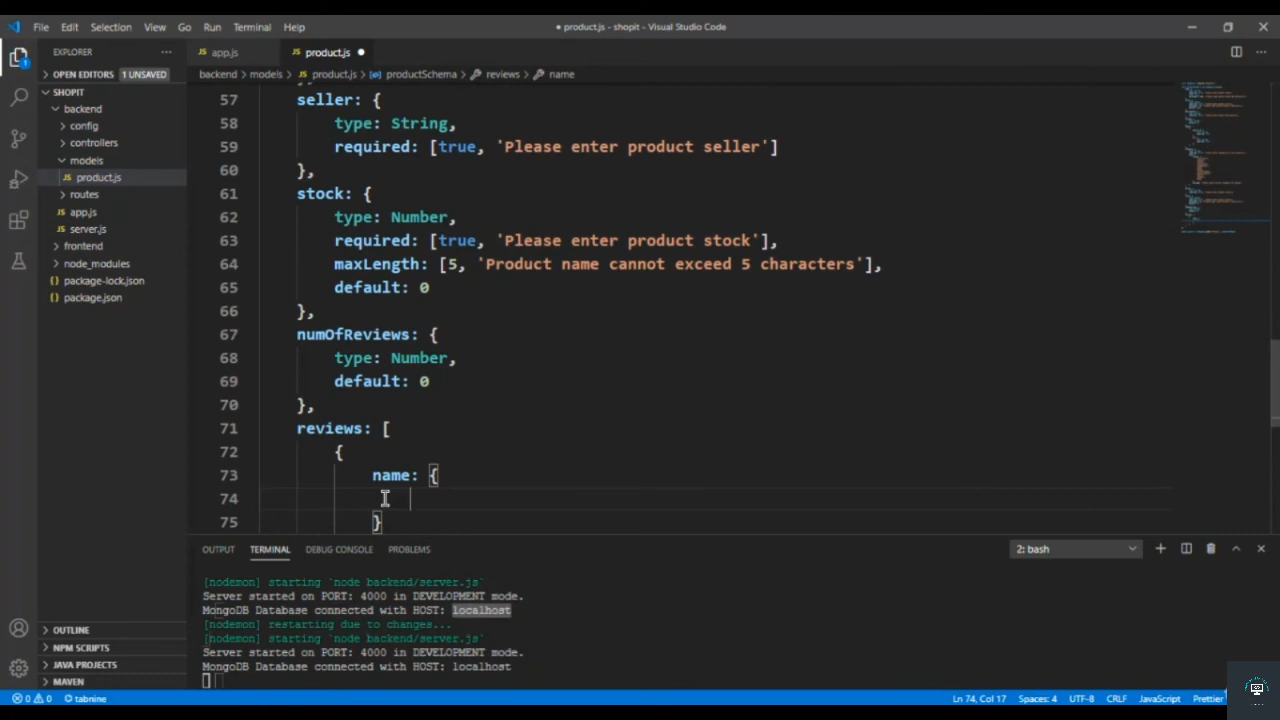 File Edit Selection View Go Run Terminal Help
● product.js - shopit - Visual Studio Code
EXPLORER ···
app.js
product.js ●
OPEN EDITORS 1 UNSAVED
backend > models > product.js > productSchema > reviews > name
SHOPIT
backend
config
controllers
models
product.js
routes
app.js
server.js
frontend
node_modules
package-lock.json
package.json
57 seller: {
58 type: String,
59 required: [true, 'Please enter product seller']
60 },
61 stock: {
62 type: Number,
63 required: [true, 'Please enter product stock'],
64 maxLength: [5, 'Product name cannot exceed 5 characters'],
65 default: 0
66 },
67 numOfReviews: {
68 type: Number,
69 default: 0
70 },
71 reviews: [
72 {
73 name: {
74
75 }
OUTPUT TERMINAL DEBUG CONSOLE PROBLEMS
2: bash
[nodemon] starting `node backend/server.js`
Server started on PORT: 4000 in DEVELOPMENT mode.
MongoDB Database connected with HOST: localhost
[nodemon] restarting due to changes...
[nodemon] starting `node backend/server.js`
Server started on PORT: 4000 in DEVELOPMENT mode.
MongoDB Database connected with HOST: localhost
OUTLINE
NPM SCRIPTS
JAVA PROJECTS
MAVEN
0 0 tabnine
Ln 74, Col 17 Spaces: 4 UTF-8 CRLF JavaScript Prettier